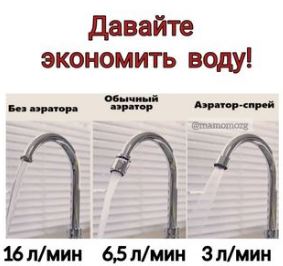 Давайте
экономить воду!
Без аэратора
Обычный
аэратор
Аэратор-спрей
@mamomozg
16 л/мин
6,5 л/мин
3 л/мин